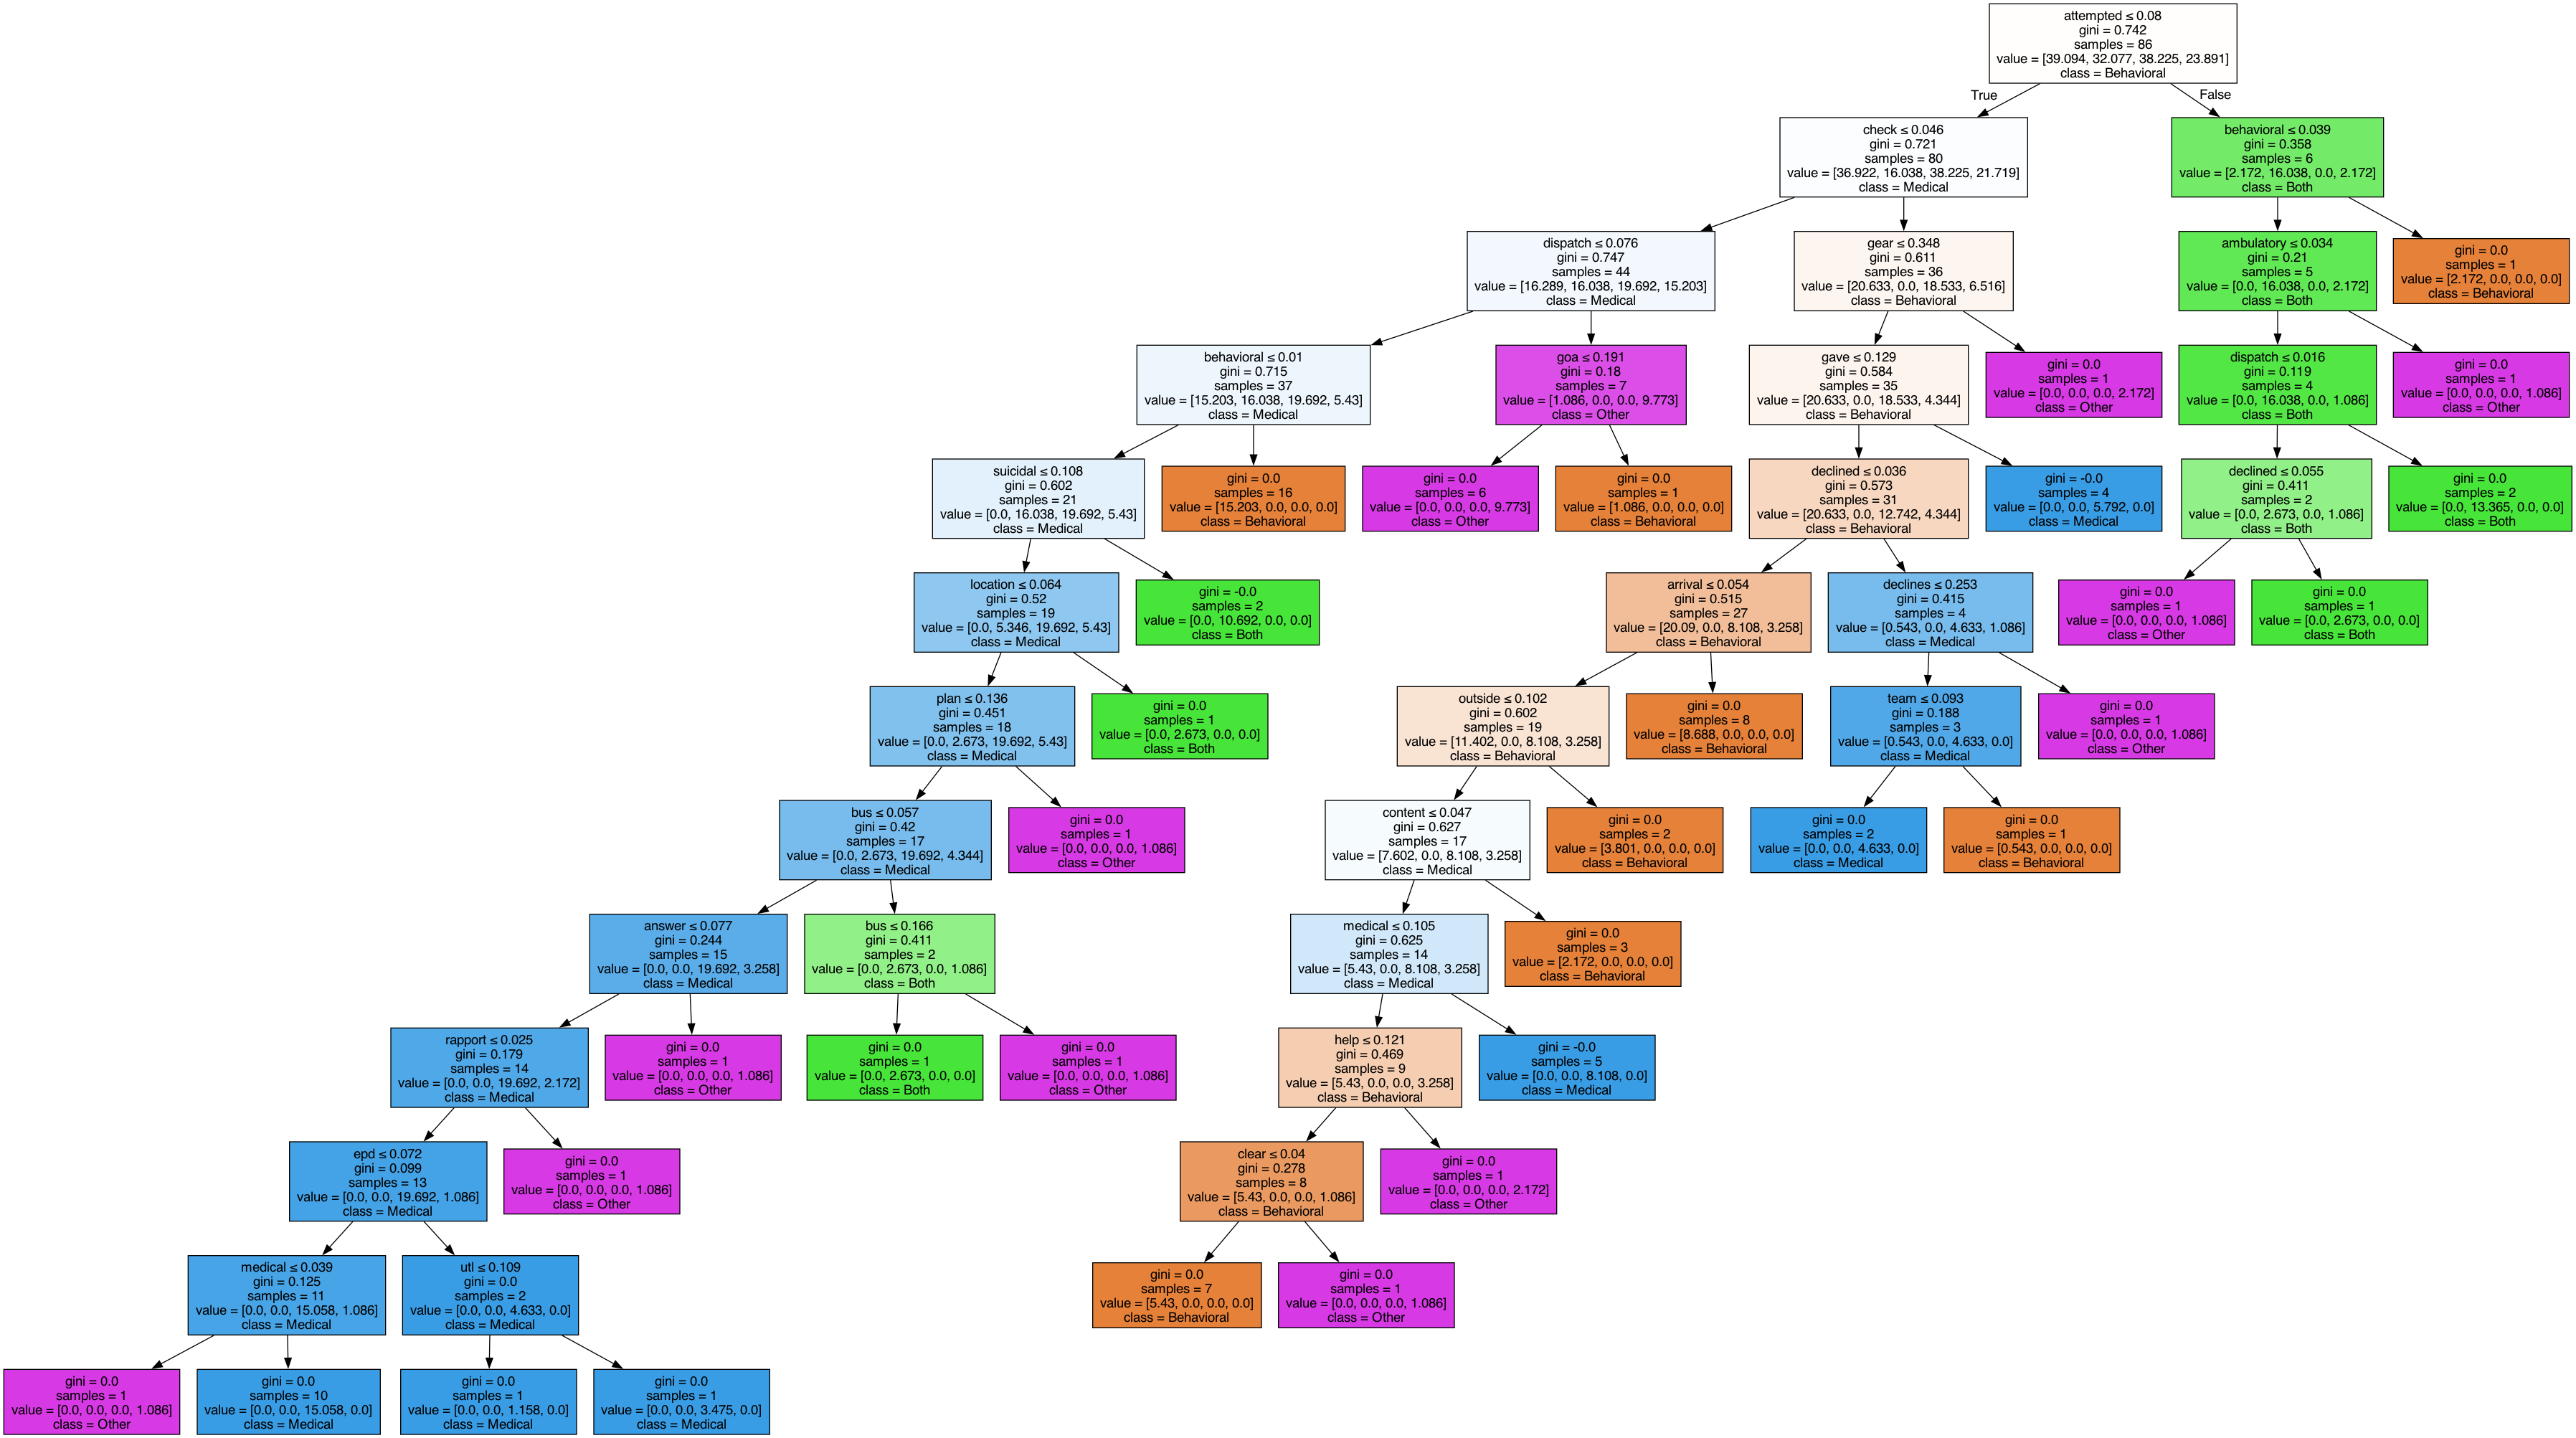 attempted ≤ 0.08
gini = 0.742
samples = 86
value = [39.094, 32.077, 38.225, 23.891]
class = Behavioral
True
False
check ≤ 0.046
gini = 0.721
samples = 80
value = [36.922, 16.038, 38.225, 21.719]
class = Medical
behavioral ≤ 0.039
gini = 0.358
samples = 6
value = [2.172, 16.038, 0.0, 2.172]
class = Both
dispatch ≤ 0.076
gini = 0.747
samples = 44
value = [16.289, 16.038, 19.692, 15.203]
class = Medical
gear ≤ 0.348
gini = 0.611
samples = 36
value = [20.633, 0.0, 18.533, 6.516]
class = Behavioral
ambulatory ≤ 0.034
gini = 0.21
samples = 5
value = [0.0, 16.038, 0.0, 2.172]
class = Both
gini = 0.0
samples = 1
value = [2.172, 0.0, 0.0, 0.0]
class = Behavioral
behavioral ≤ 0.01
gini = 0.715
samples = 37
value = [15.203, 16.038, 19.692, 5.43]
class = Medical
goa ≤ 0.191
gini = 0.18
samples = 7
value = [1.086, 0.0, 0.0, 9.773]
class = Other
gave ≤ 0.129
gini = 0.584
samples = 35
value = [20.633, 0.0, 18.533, 4.344]
class = Behavioral
gini = 0.0
samples = 1
value = [0.0, 0.0, 0.0, 2.172]
class = Other
dispatch ≤ 0.016
gini = 0.119
samples = 4
value = [0.0, 16.038, 0.0, 1.086]
class = Both
gini = 0.0
samples = 1
value = [0.0, 0.0, 0.0, 1.086]
class = Other
suicidal ≤ 0.108
gini = 0.602
samples = 21
value = [0.0, 16.038, 19.692, 5.43]
class = Medical
gini = 0.0
samples = 16
value = [15.203, 0.0, 0.0, 0.0]
class = Behavioral
gini = 0.0
samples = 6
value = [0.0, 0.0, 0.0, 9.773]
class = Other
gini = 0.0
samples = 1
value = [1.086, 0.0, 0.0, 0.0]
class = Behavioral
declined ≤ 0.036
gini = 0.573
samples = 31
value = [20.633, 0.0, 12.742, 4.344]
class = Behavioral
gini = -0.0
samples = 4
value = [0.0, 0.0, 5.792, 0.0]
class = Medical
declined ≤ 0.055
gini = 0.411
samples = 2
value = [0.0, 2.673, 0.0, 1.086]
class = Both
gini = 0.0
samples = 2
value = [0.0, 13.365, 0.0, 0.0]
class = Both
location ≤ 0.064
gini = 0.52
samples = 19
value = [0.0, 5.346, 19.692, 5.43]
class = Medical
gini = -0.0
samples = 2
value = [0.0, 10.692, 0.0, 0.0]
class = Both
arrival ≤ 0.054
gini = 0.515
samples = 27
value = [20.09, 0.0, 8.108, 3.258]
class = Behavioral
declines ≤ 0.253
gini = 0.415
samples = 4
value = [0.543, 0.0, 4.633, 1.086]
class = Medical
gini = 0.0
samples = 1
value = [0.0, 0.0, 0.0, 1.086]
class = Other
gini = 0.0
samples = 1
value = [0.0, 2.673, 0.0, 0.0]
class = Both
plan ≤ 0.136
gini = 0.451
samples = 18
value = [0.0, 2.673, 19.692, 5.43]
class = Medical
gini = 0.0
samples = 1
value = [0.0, 2.673, 0.0, 0.0]
class = Both
outside ≤ 0.102
gini = 0.602
samples = 19
value = [11.402, 0.0, 8.108, 3.258]
class = Behavioral
gini = 0.0
samples = 8
value = [8.688, 0.0, 0.0, 0.0]
class = Behavioral
team ≤ 0.093
gini = 0.188
samples = 3
value = [0.543, 0.0, 4.633, 0.0]
class = Medical
gini = 0.0
samples = 1
value = [0.0, 0.0, 0.0, 1.086]
class = Other
bus ≤ 0.057
gini = 0.42
samples = 17
value = [0.0, 2.673, 19.692, 4.344]
class = Medical
gini = 0.0
samples = 1
value = [0.0, 0.0, 0.0, 1.086]
class = Other
content ≤ 0.047
gini = 0.627
samples = 17
value = [7.602, 0.0, 8.108, 3.258]
class = Medical
gini = 0.0
samples = 2
value = [3.801, 0.0, 0.0, 0.0]
class = Behavioral
gini = 0.0
samples = 2
value = [0.0, 0.0, 4.633, 0.0]
class = Medical
gini = 0.0
samples = 1
value = [0.543, 0.0, 0.0, 0.0]
class = Behavioral
answer ≤ 0.077
gini = 0.244
samples = 15
value = [0.0, 0.0, 19.692, 3.258]
class = Medical
bus ≤ 0.166
gini = 0.411
samples = 2
value = [0.0, 2.673, 0.0, 1.086]
class = Both
medical ≤ 0.105
gini = 0.625
samples = 14
value = [5.43, 0.0, 8.108, 3.258]
class = Medical
gini = 0.0
samples = 3
value = [2.172, 0.0, 0.0, 0.0]
class = Behavioral
rapport ≤ 0.025
gini = 0.179
samples = 14
value = [0.0, 0.0, 19.692, 2.172]
class = Medical
gini = 0.0
samples = 1
value = [0.0, 0.0, 0.0, 1.086]
class = Other
gini = 0.0
samples = 1
value = [0.0, 2.673, 0.0, 0.0]
class = Both
gini = 0.0
samples = 1
value = [0.0, 0.0, 0.0, 1.086]
class = Other
help ≤ 0.121
gini = 0.469
samples = 9
value = [5.43, 0.0, 0.0, 3.258]
class = Behavioral
gini = -0.0
samples = 5
value = [0.0, 0.0, 8.108, 0.0]
class = Medical
epd ≤ 0.072
gini = 0.099
samples = 13
value = [0.0, 0.0, 19.692, 1.086]
class = Medical
gini = 0.0
samples = 1
value = [0.0, 0.0, 0.0, 1.086]
class = Other
clear ≤ 0.04
gini = 0.278
samples = 8
value = [5.43, 0.0, 0.0, 1.086]
class = Behavioral
gini = 0.0
samples = 1
value = [0.0, 0.0, 0.0, 2.172]
class = Other
medical ≤ 0.039
gini = 0.125
samples = 11
value = [0.0, 0.0, 15.058, 1.086]
class = Medical
utl ≤ 0.109
gini = 0.0
samples = 2
value = [0.0, 0.0, 4.633, 0.0]
class = Medical
gini = 0.0
samples = 7
value = [5.43, 0.0, 0.0, 0.0]
class = Behavioral
gini = 0.0
samples = 1
value = [0.0, 0.0, 0.0, 1.086]
class = Other
gini = 0.0
samples = 1
value = [0.0, 0.0, 0.0, 1.086]
class = Other
gini = 0.0
samples = 10
value = [0.0, 0.0, 15.058, 0.0]
class = Medical
gini = 0.0
samples = 1
value = [0.0, 0.0, 1.158, 0.0]
class = Medical
gini = 0.0
samples = 1
value = [0.0, 0.0, 3.475, 0.0]
class = Medical